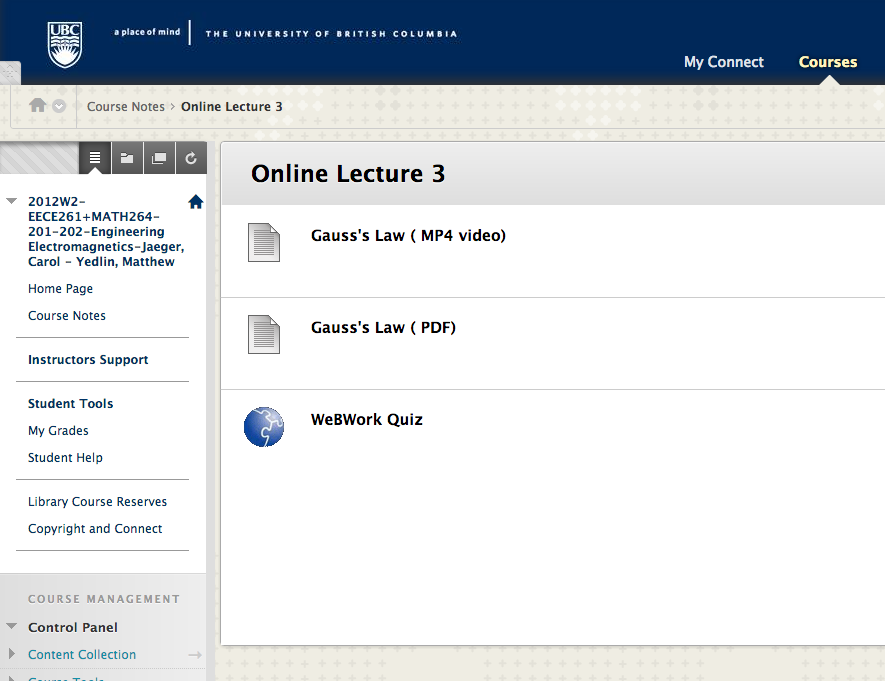 UBC
a place of mind
THE UNIVERSITY OF BRITISH COLUMBIA
My Connect
Courses
Course Notes > Online Lecture 3
2012W2-
EECE261+MATH264-
201-202-Engineering
Electromagnetics-Jaeger,
Carol - Yedlin, Matthew
Home Page
Course Notes
Instructors Support
Student Tools
My Grades
Student Help
Library Course Reserves
Copyright and Connect
COURSE MANAGEMENT
Control Panel
Content Collection
Course Tools
Online Lecture 3
Gauss's Law ( MP4 video)
Gauss's Law ( PDF)
WeBWork Quiz